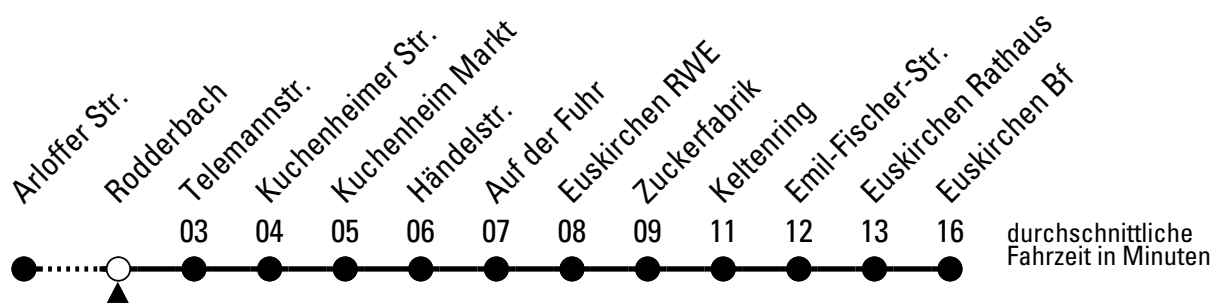 Arloffer Str.
Rodderbach
Telemannstr.
Kuchenheimer Str.
Kuchenheim Markt
Händelstr.
Auf der Fuhr
Euskirchen RWE
Zuckerfabrik
Keltenring
Emil-Fischer-Str.
Euskirchen Rathaus
Euskirchen Bf
03 04 05 06 07 08 09 11 12 13 16
durchschnittliche
Fahrzeit in Minuten